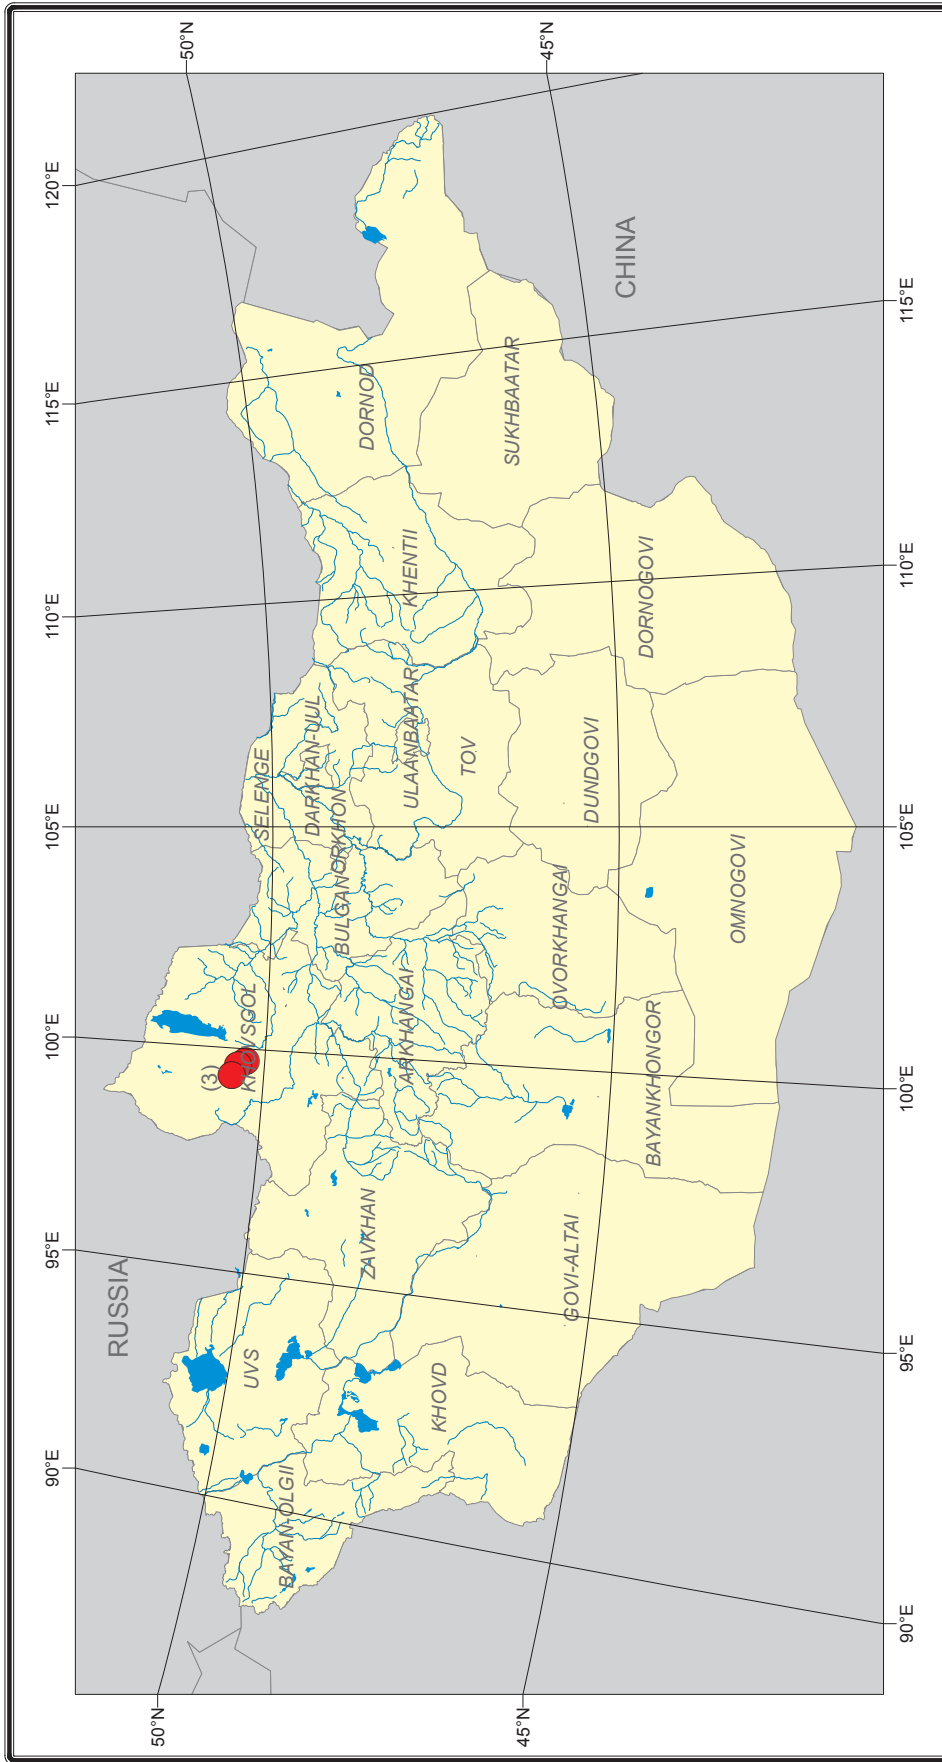 90°E
95°E
100°E
105°E
110°E
115°E
120°E
50°N
50°N
45°N
45°N
RUSSIA
(3)
KHOVSGOL
SELENGE
DARKHAN-UUL
ORKHON
BULGAN
UVS
BAYAN-OLGII
ZAVKHAN
ARKHANGAI
ULAANBAATAR
KHENTII
DORNOD
KHOVD
TOV
SUKHBAATAR
GOVI-ALTAI
OVORKHANGAI
DUNDGOVI
DORNOGOVI
BAYANKHONGOR
OMNOGOVI
CHINA
90°E
95°E
100°E
105°E
110°E
115°E